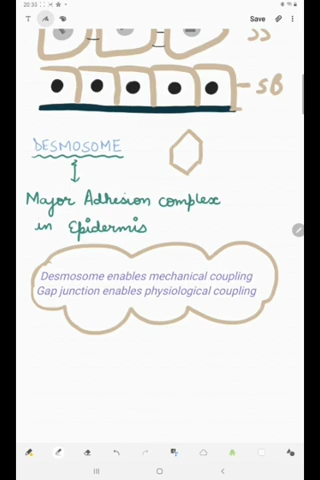 20:30
Save
SS
SB
DESMOSOME
Major Adhesion complex
in Epidermis
Desmosome enables mechanical coupling
Gap junction enables physiological coupling